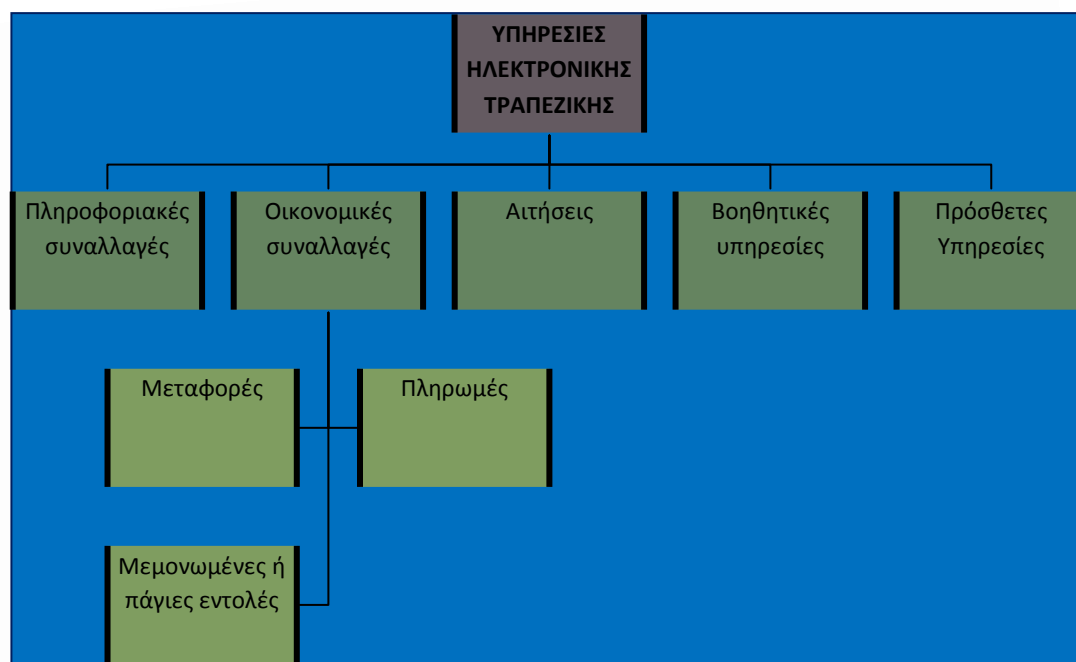 ΥΠΗΡΕΣΙΕΣ
ΗΛΕΚΤΡΟΝΙΚΗΣ
ΤΡΑΠΕΖΙΚΗΣ
Πληροφοριακές
συναλλαγές
Οικονομικές
συναλλαγές
Αιτήσεις
Βοηθητικές
υπηρεσίες
Πρόσθετες
Υπηρεσίες
Μεταφορές
Πληρωμές
Μεμονωμένες ή
πάγιες εντολές